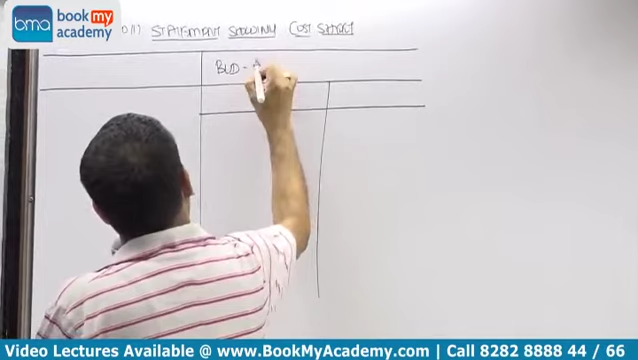 bma
book my
academy
STATEMENT SHOWING COST SHEET
BLD - A
Video Lectures Available @ www.BookMyAcademy.com | Call 8282 8888 44 / 66